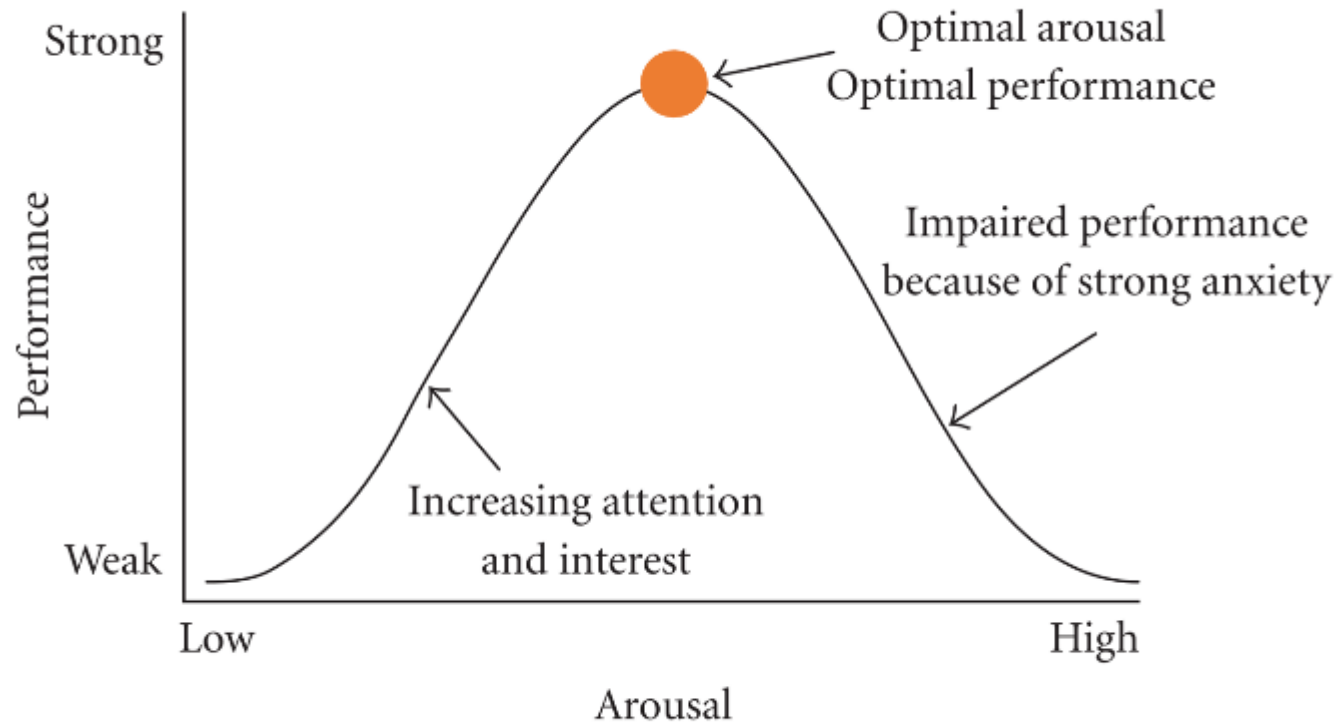 Strong
Optimal arousal
Optimal performance
Performance
Impaired performance
because of strong anxiety
Increasing attention
and interest
Weak
Low
High
Arousal